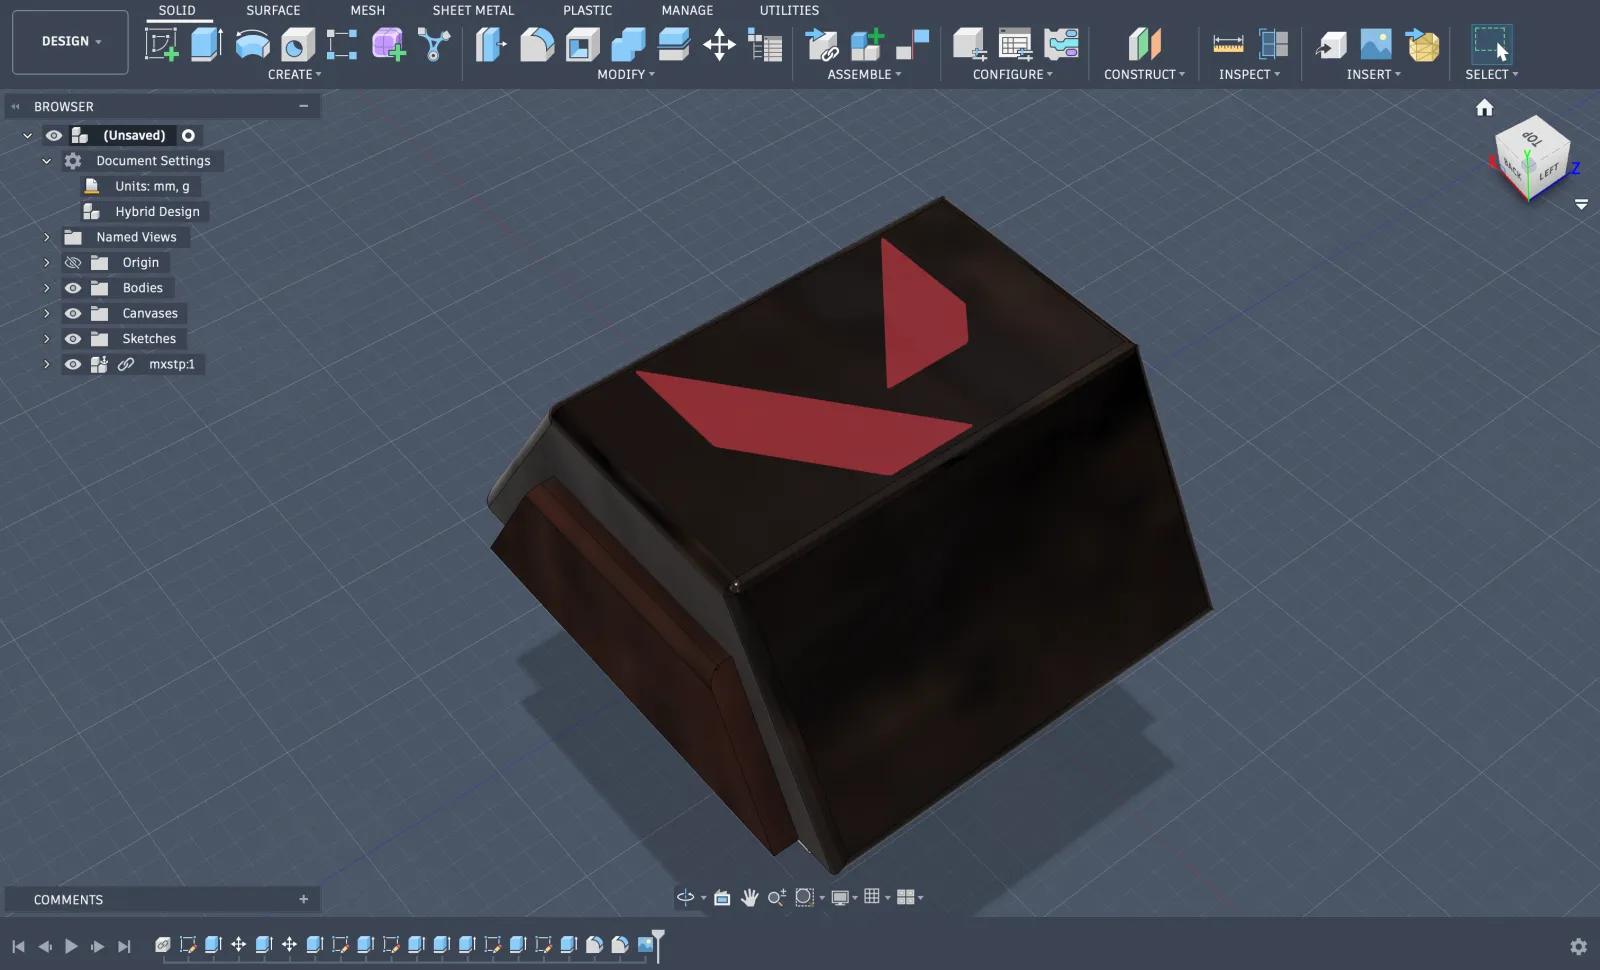 SOLID SURFACE MESH SHEET METAL PLASTIC MANAGE UTILITIES
DESIGN
CREATE MODIFY ASSEMBLE CONFIGURE CONSTRUCT INSPECT INSERT SELECT
BROWSER
(Unsaved)
Document Settings
Units: mm, g
Hybrid Design
Named Views
Origin
Bodies
Canvases
Sketches
mxstp:1
TOP
BACK LEFT
X Y Z
COMMENTS